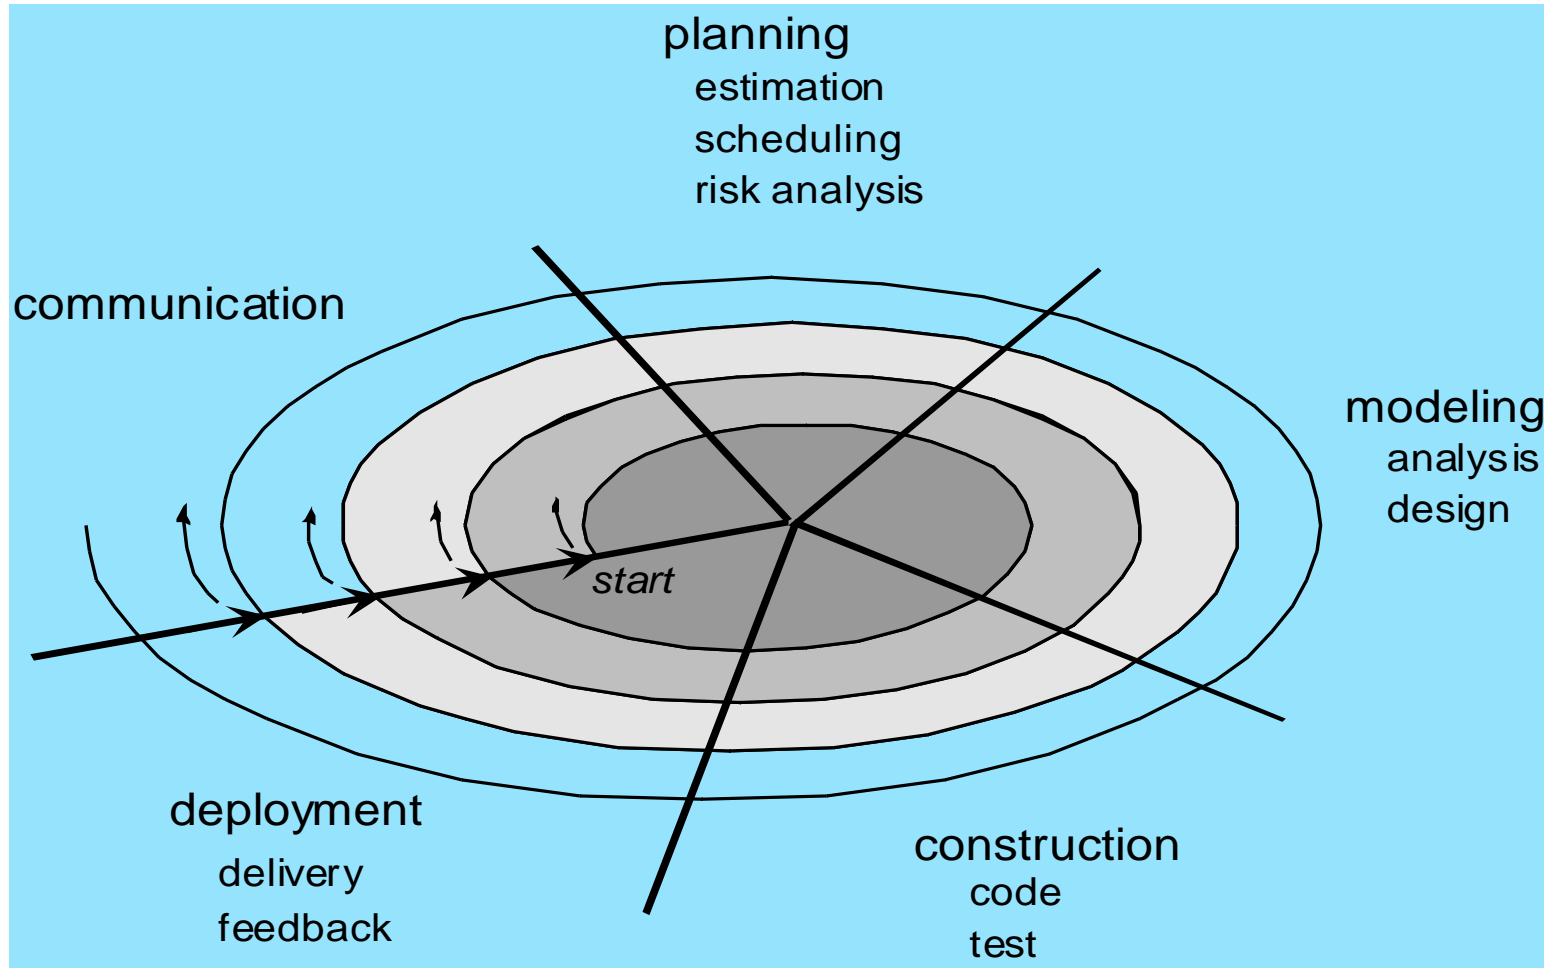 planning
estimation
scheduling
risk analysis
communication
modeling
analysis
design
start
deployment
delivery
feedback
construction
code
test